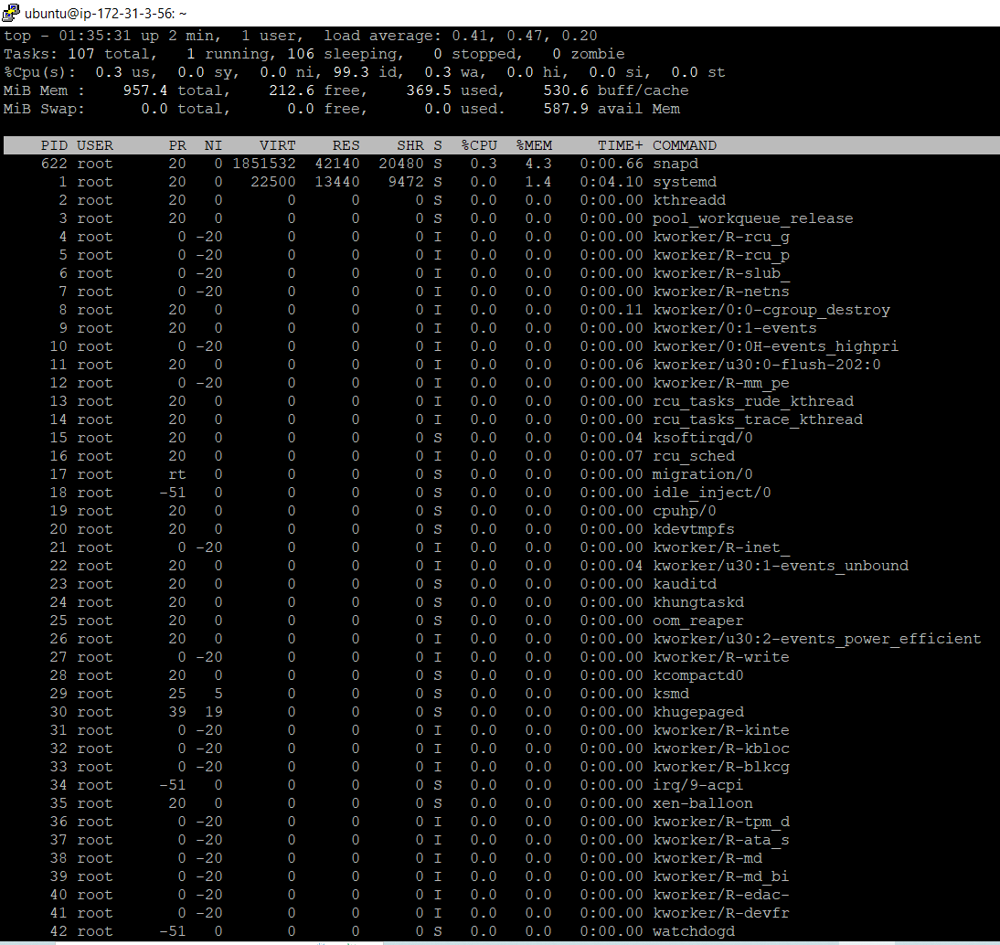 ubuntu@ip-172-31-3-56: ~
top - 01:35:31 up 2 min,  1 user,  load average: 0.41, 0.47, 0.20
Tasks: 107 total,   1 running, 106 sleeping,   0 stopped,   0 zombie
%Cpu(s):  0.3 us,  0.0 sy,  0.0 ni, 99.3 id,  0.3 wa,  0.0 hi,  0.0 si,  0.0 st
MiB Mem :    957.4 total,    212.6 free,    369.5 used,    530.6 buff/cache
MiB Swap:      0.0 total,      0.0 free,      0.0 used.    587.9 avail Mem
PID USER      PR  NI    VIRT    RES    SHR S  %CPU  %MEM     TIME+ COMMAND
622 root      20   0 1851532  42140  20480 S   0.3   4.3   0:00.66 snapd
1 root      20   0   22500  13440   9472 S   0.0   1.4   0:04.10 systemd
2 root      20   0       0      0      0 S   0.0   0.0   0:00.00 kthreadd
3 root      20   0       0      0      0 S   0.0   0.0   0:00.00 pool_workqueue_release
4 root       0 -20       0      0      0 I   0.0   0.0   0:00.00 kworker/R-rcu_g
5 root       0 -20       0      0      0 I   0.0   0.0   0:00.00 kworker/R-rcu_p
6 root       0 -20       0      0      0 I   0.0   0.0   0:00.00 kworker/R-slub_
7 root       0 -20       0      0      0 I   0.0   0.0   0:00.00 kworker/R-netns
8 root      20   0       0      0      0 I   0.0   0.0   0:00.11 kworker/0:0-cgroup_destroy
9 root      20   0       0      0      0 I   0.0   0.0   0:00.00 kworker/0:1-events
10 root       0 -20       0      0      0 I   0.0   0.0   0:00.00 kworker/0:0H-events_highpri
11 root      20   0       0      0      0 I   0.0   0.0   0:00.06 kworker/u30:0-flush-202:0
12 root       0 -20       0      0      0 I   0.0   0.0   0:00.00 kworker/R-mm_pe
13 root      20   0       0      0      0 I   0.0   0.0   0:00.00 rcu_tasks_rude_kthread
14 root      20   0       0      0      0 I   0.0   0.0   0:00.00 rcu_tasks_trace_kthread
15 root      20   0       0      0      0 S   0.0   0.0   0:00.04 ksoftirqd/0
16 root      20   0       0      0      0 I   0.0   0.0   0:00.07 rcu_sched
17 root      rt   0       0      0      0 S   0.0   0.0   0:00.00 migration/0
18 root     -51   0       0      0      0 S   0.0   0.0   0:00.00 idle_inject/0
19 root      20   0       0      0      0 S   0.0   0.0   0:00.00 cpuhp/0
20 root      20   0       0      0      0 S   0.0   0.0   0:00.00 kdevtmpfs
21 root       0 -20       0      0      0 I   0.0   0.0   0:00.00 kworker/R-inet_
22 root      20   0       0      0      0 I   0.0   0.0   0:00.04 kworker/u30:1-events_unbound
23 root      20   0       0      0      0 S   0.0   0.0   0:00.00 kauditd
24 root      20   0       0      0      0 S   0.0   0.0   0:00.00 khungtaskd
25 root      20   0       0      0      0 S   0.0   0.0   0:00.00 oom_reaper
26 root      20   0       0      0      0 I   0.0   0.0   0:00.00 kworker/u30:2-events_power_efficient
27 root       0 -20       0      0      0 I   0.0   0.0   0:00.00 kworker/R-write
28 root      20   0       0      0      0 S   0.0   0.0   0:00.00 kcompactd0
29 root      25   5       0      0      0 S   0.0   0.0   0:00.00 ksmd
30 root      39  19       0      0      0 S   0.0   0.0   0:00.00 khugepaged
31 root       0 -20       0      0      0 I   0.0   0.0   0:00.00 kworker/R-kinte
32 root       0 -20       0      0      0 I   0.0   0.0   0:00.00 kworker/R-kbloc
33 root       0 -20       0      0      0 I   0.0   0.0   0:00.00 kworker/R-blkcg
34 root     -51   0       0      0      0 S   0.0   0.0   0:00.00 irq/9-acpi
35 root      20   0       0      0      0 S   0.0   0.0   0:00.00 xen-balloon
36 root       0 -20       0      0      0 I   0.0   0.0   0:00.00 kworker/R-tpm_d
37 root       0 -20       0      0      0 I   0.0   0.0   0:00.00 kworker/R-ata_s
38 root       0 -20       0      0      0 I   0.0   0.0   0:00.00 kworker/R-md
39 root       0 -20       0      0      0 I   0.0   0.0   0:00.00 kworker/R-md_bi
40 root       0 -20       0      0      0 I   0.0   0.0   0:00.00 kworker/R-edac-
41 root       0 -20       0      0      0 I   0.0   0.0   0:00.00 kworker/R-devfr
42 root     -51   0       0      0      0 S   0.0   0.0   0:00.00 watchdogd